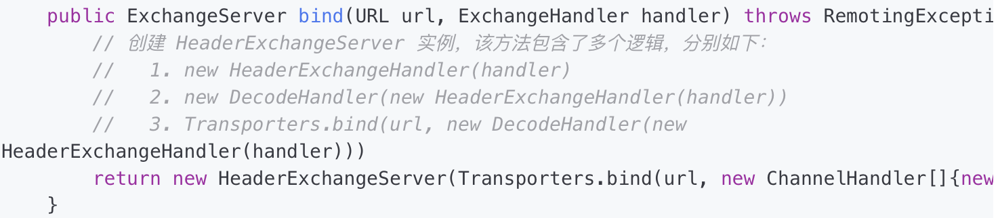 public ExchangeServer bind(URL url, ExchangeHandler handler) throws RemotingExcepti
// 创建 HeaderExchangeServer 实例，该方法包含了多个逻辑，分别如下：
//   1. new HeaderExchangeHandler(handler)
//   2. new DecodeHandler(new HeaderExchangeHandler(handler))
//   3. Transporters.bind(url, new DecodeHandler(new
HeaderExchangeHandler(handler)))
return new HeaderExchangeServer(Transporters.bind(url, new ChannelHandler[]{new
}